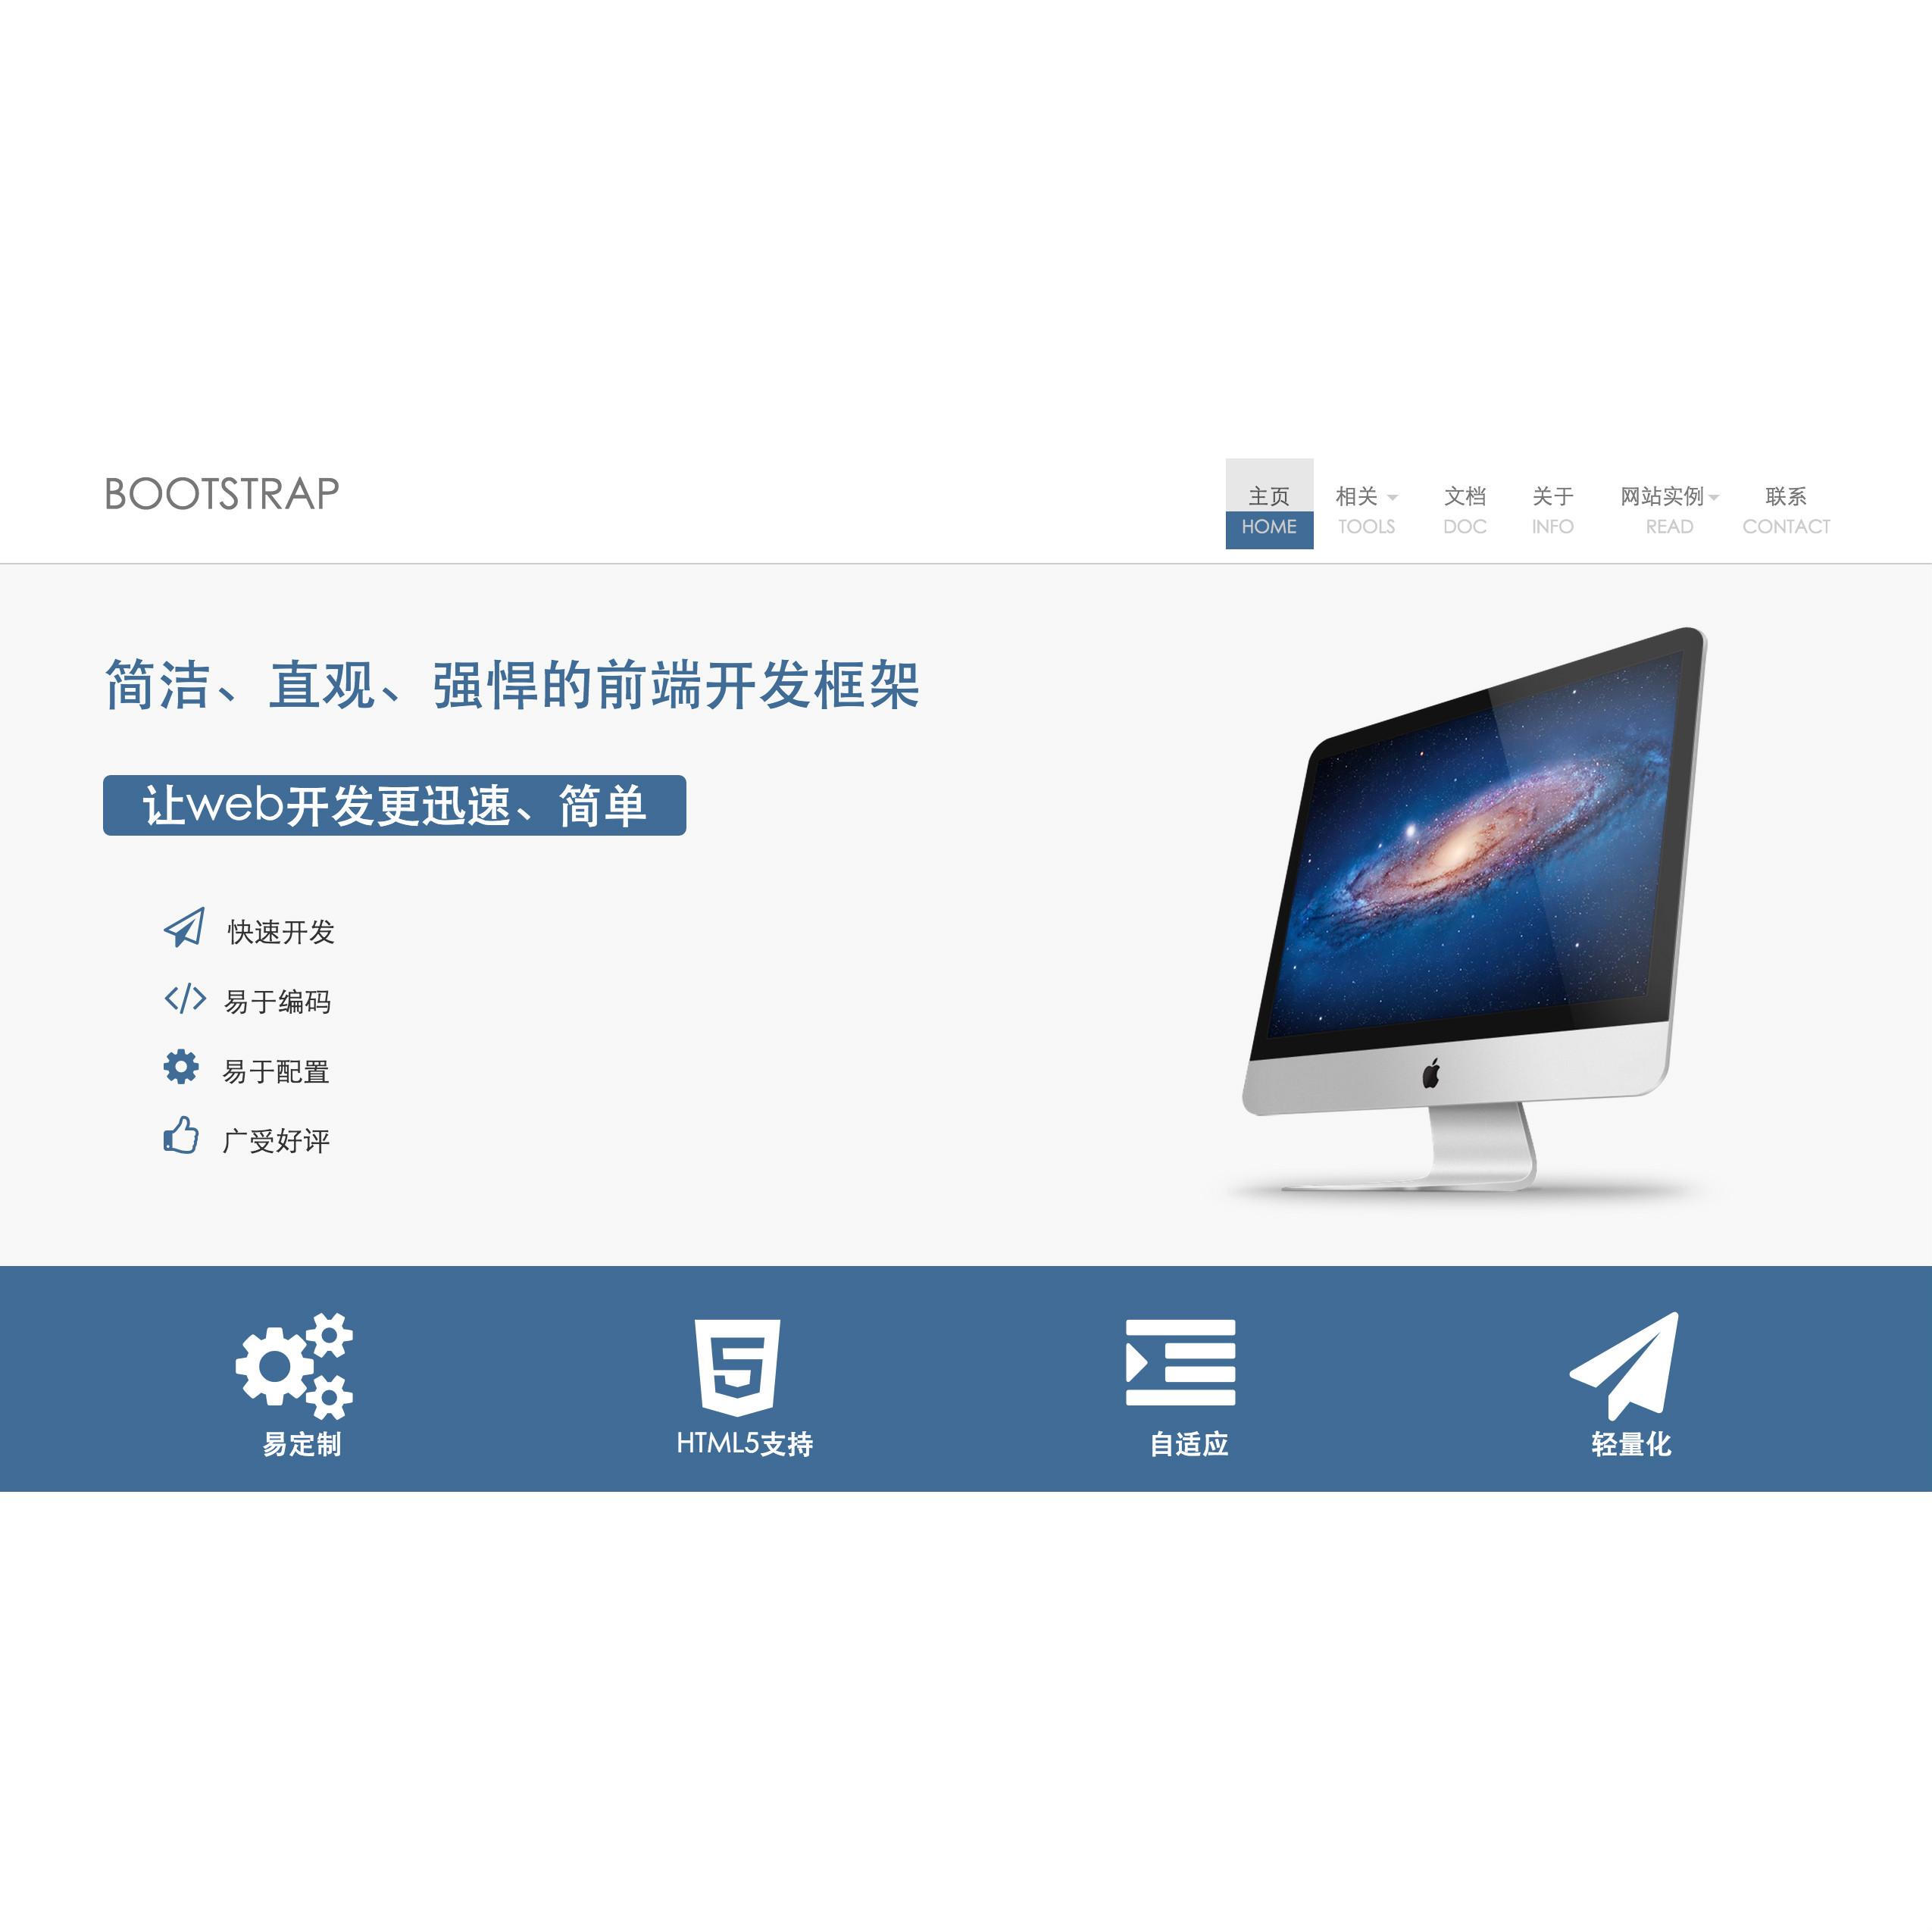 BOOTSTRAP
主页 相关 文档 关于 网站实例 联系
HOME TOOLS DOC INFO READ CONTACT
简洁、直观、强悍的前端开发框架
让web开发更迅速、简单
快速开发
易于编码
易于配置
广受好评
易定制 HTML5支持 自适应 轻量化